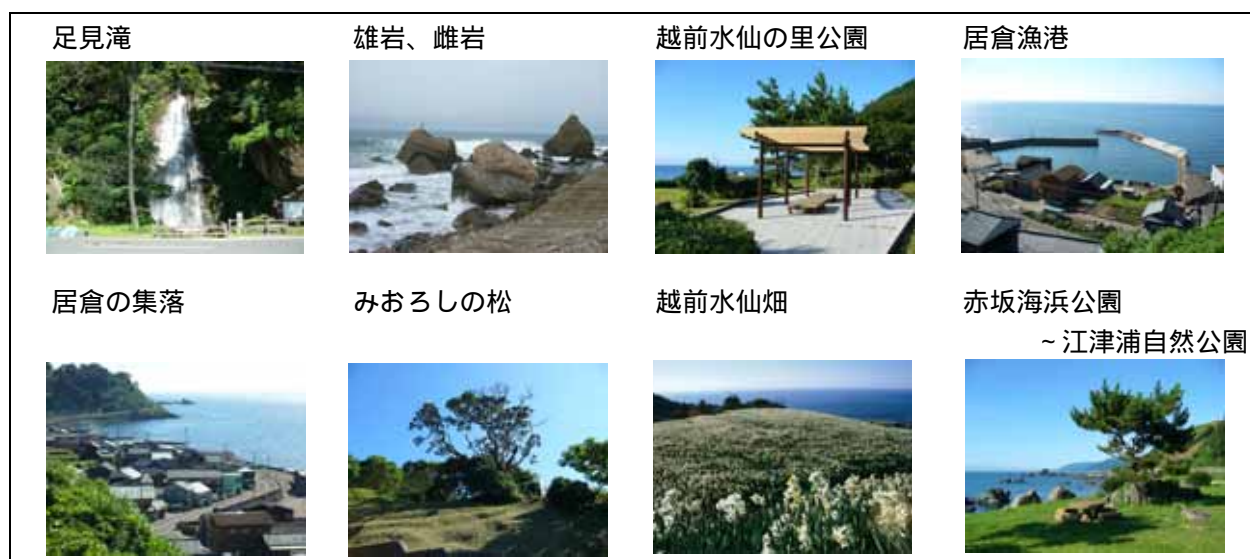 足見滝
雄岩、雌岩
越前水仙の里公園
居倉漁港
居倉の集落
みおろしの松
越前水仙畑
赤坂海浜公園
~江津浦自然公園